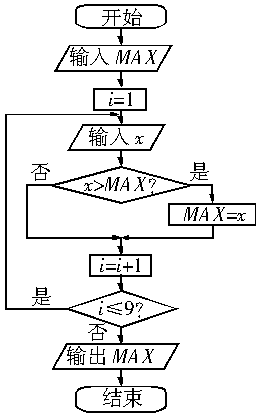 开始
输入 MAX
i=1
输入 x
否
是
x>MAX?
MAX=x
i=i+1
是
i≤9?
否
输出 MAX
结束